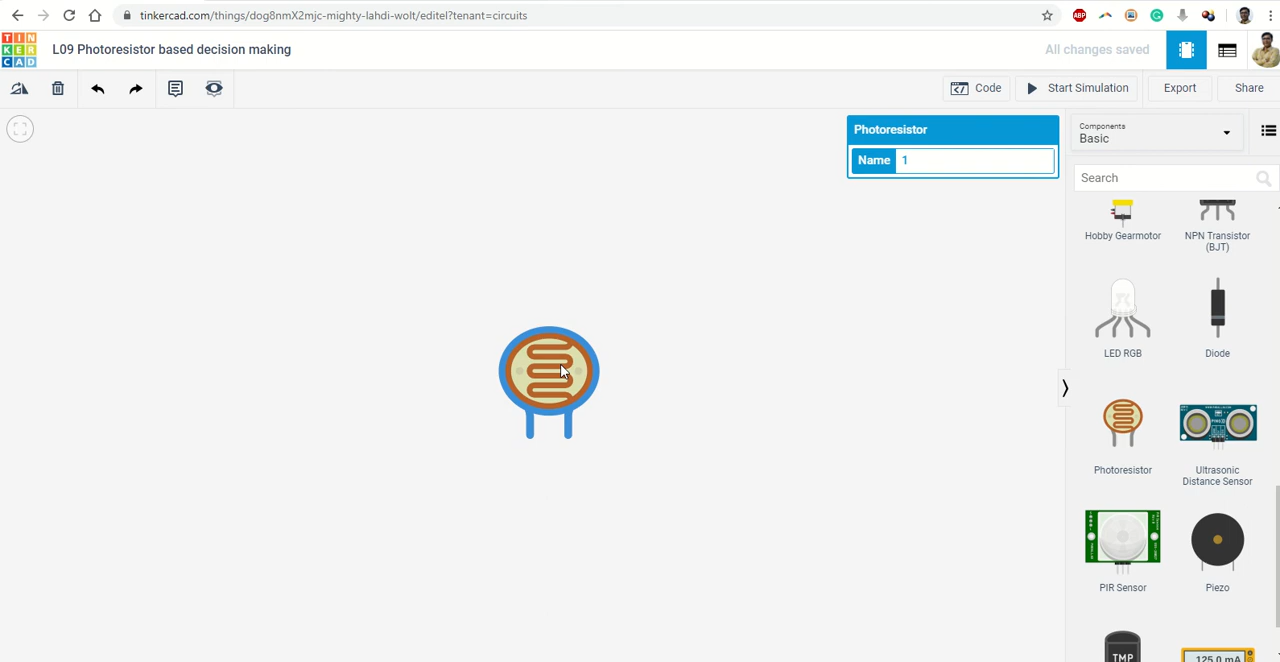 tinkercad.com/things/dog8nmX2mjc-mighty-lahdi-wolt/editel?tenant=circuits
ABP
TIN
KER
CAD
L09 Photoresistor based decision making
All changes saved
Code
Start Simulation
Export
Share
Photoresistor
Name 1
Components
Basic
Search
Hobby Gearmotor
NPN Transistor
(BJT)
LED RGB
Diode
Photoresistor
Ultrasonic
Distance Sensor
PIR Sensor
Piezo
TMP
125.0 mA